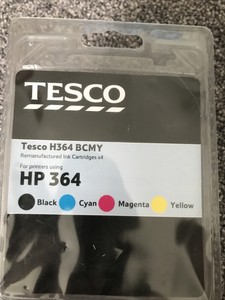 TESCO
Tesco H364 BCMY
Remanufactured Ink Cartridges x4
For printers using
HP 364
Black Cyan Magenta Yellow